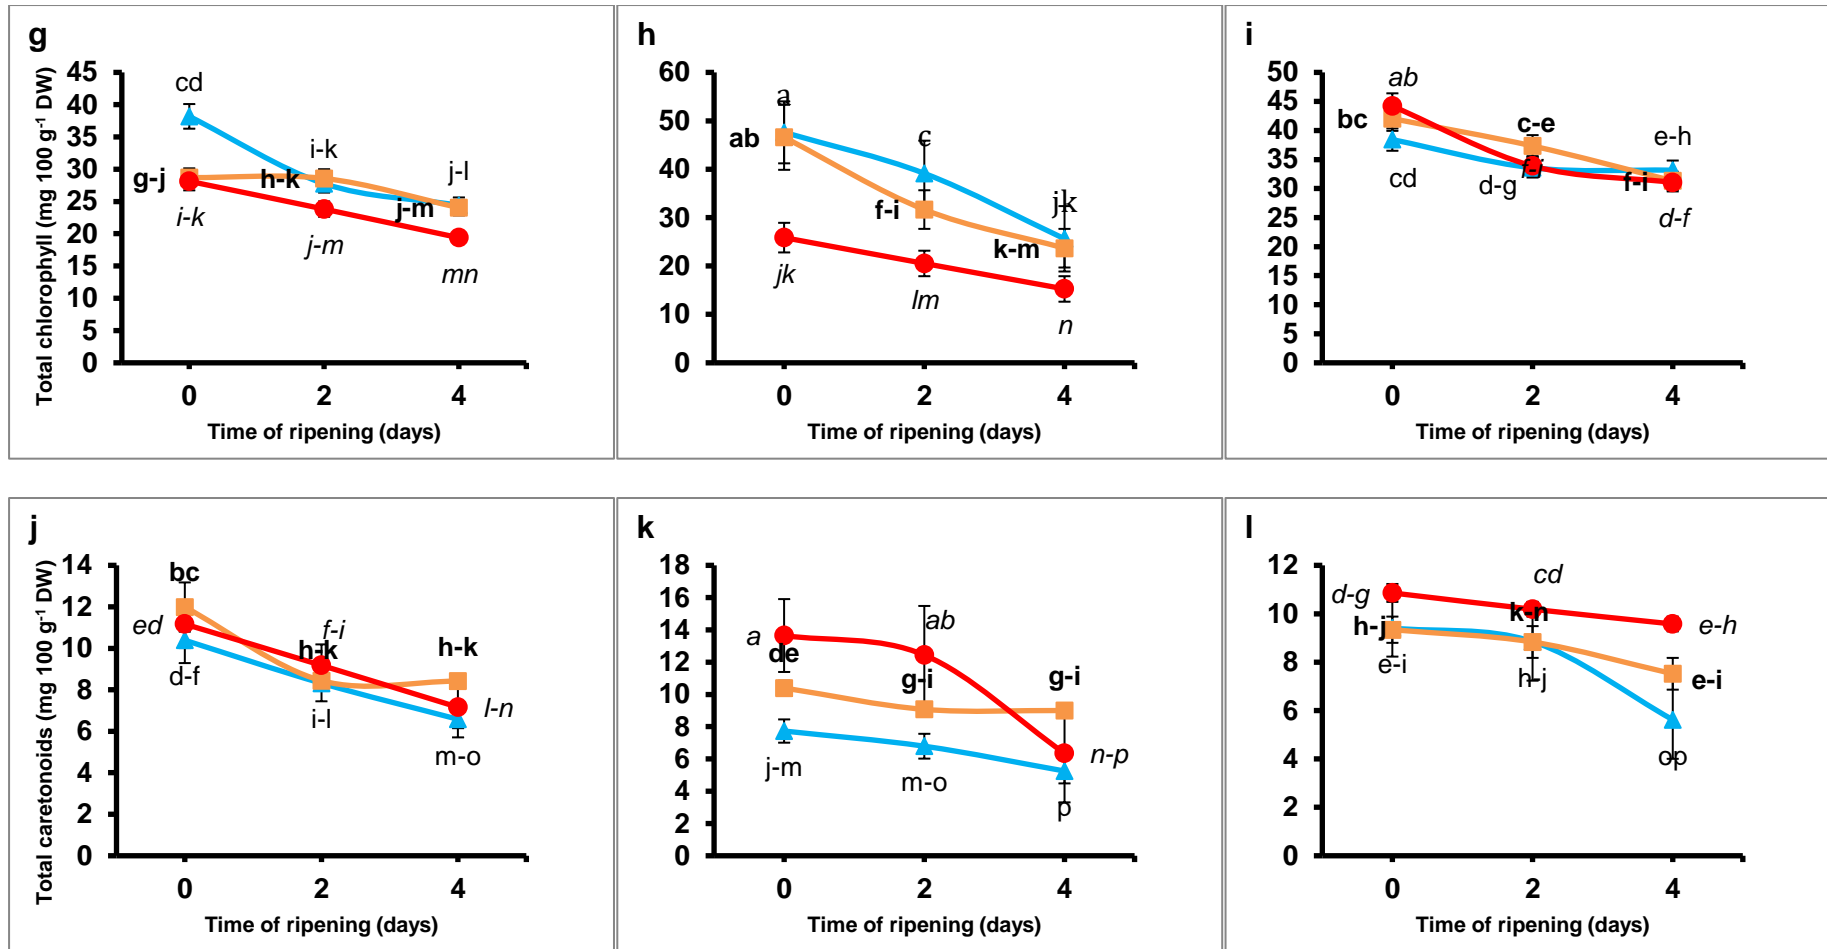 g
Total chlorophyll (mg 100 g⁻¹ DW)
45
40
35
30
25
20
15
10
5
0
cd
i-k
j-l
g-j
h-k
j-m
i-k
j-m
mn
0 2 4
Time of ripening (days)
h
60
50
40
30
20
10
0
a
c
jk
ab
f-i
k-m
jk
lm
n
0 2 4
Time of ripening (days)
i
50
45
40
35
30
25
20
15
10
5
0
ab
bc
c-e
e-h
cd
d-g
f-i
d-f
0 2 4
Time of ripening (days)
j
Total caretonoids (mg 100 g⁻¹ DW)
14
12
10
8
6
4
2
0
bc
ed
f-i
h-k
h-k
d-f
i-l
l-n
m-o
0 2 4
Time of ripening (days)
k
18
16
14
12
10
8
6
4
2
0
a
ab
de
g-i
g-i
j-m
m-o
n-p
p
0 2 4
Time of ripening (days)
l
12
10
8
6
4
2
0
d-g
cd
k-n
h-j
e-h
e-i
h-j
e-i
op
0 2 4
Time of ripening (days)